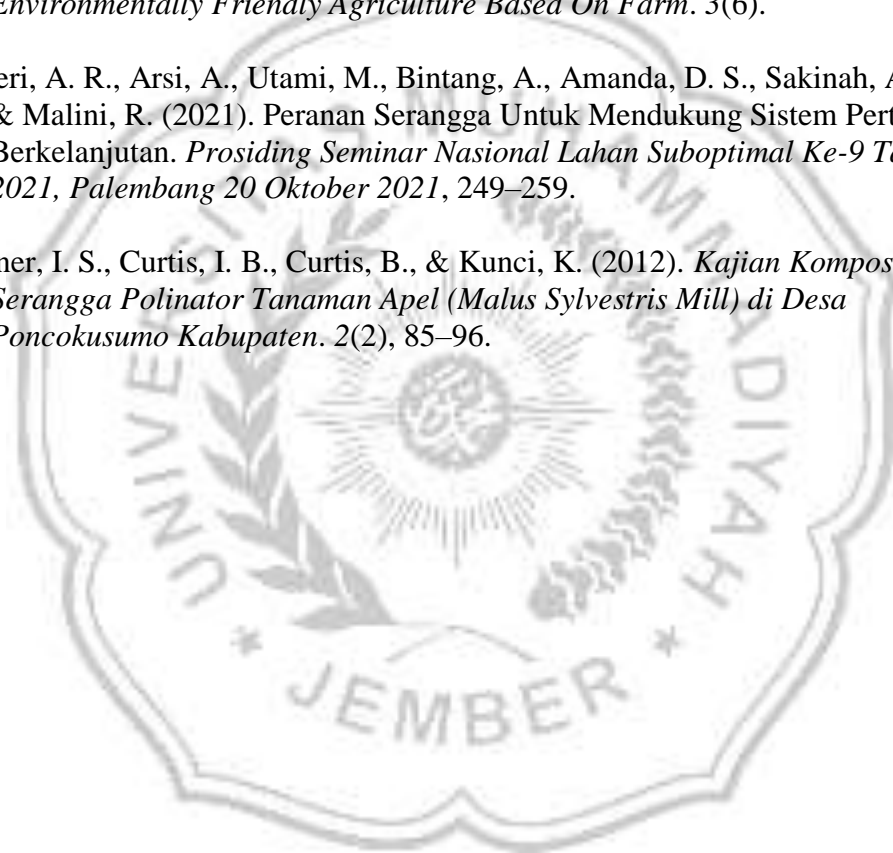 Environmentally Friendly Agriculture Based On Farm. 3(6).
eri, A. R., Arsi, A., Utami, M., Bintang, A., Amanda, D. S., Sakinah, A
& Malini, R. (2021). Peranan Serangga Untuk Mendukung Sistem Pert
Berkelanjutan. Prosiding Seminar Nasional Lahan Suboptimal Ke-9 Ta
2021, Palembang 20 Oktober 2021, 249–259.
ner, I. S., Curtis, I. B., Curtis, B., & Kunci, K. (2012). Kajian Kompos
Serangga Polinator Tanaman Apel (Malus Sylvestris Mill) di Desa
Poncokusumo Kabupaten. 2(2), 85–96.
UNIVERSITAS MUHAMMADIYAH
JEMBER